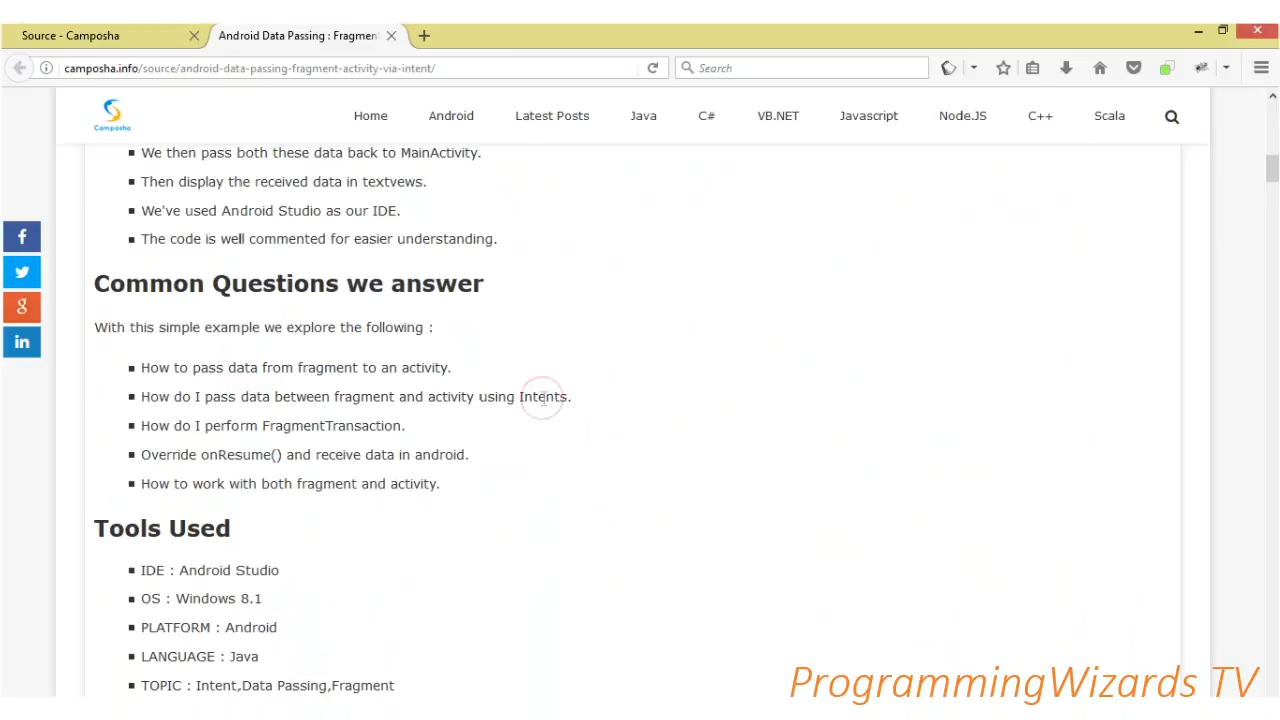 Source - Camposha
Android Data Passing : Fragmen
camposha.info/source/android-data-passing-fragment-activity-via-intent/
Search
Camposha
Home Android Latest Posts Java C# VB.NET Javascript Node.JS C++ Scala
We then pass both these data back to MainActivity.
Then display the received data in textvews.
We've used Android Studio as our IDE.
The code is well commented for easier understanding.
Common Questions we answer
With this simple example we explore the following :
How to pass data from fragment to an activity.
How do I pass data between fragment and activity using Intents.
How do I perform FragmentTransaction.
Override onResume() and receive data in android.
How to work with both fragment and activity.
Tools Used
IDE : Android Studio
OS : Windows 8.1
PLATFORM : Android
LANGUAGE : Java
TOPIC : Intent,Data Passing,Fragment
ProgrammingWizards TV